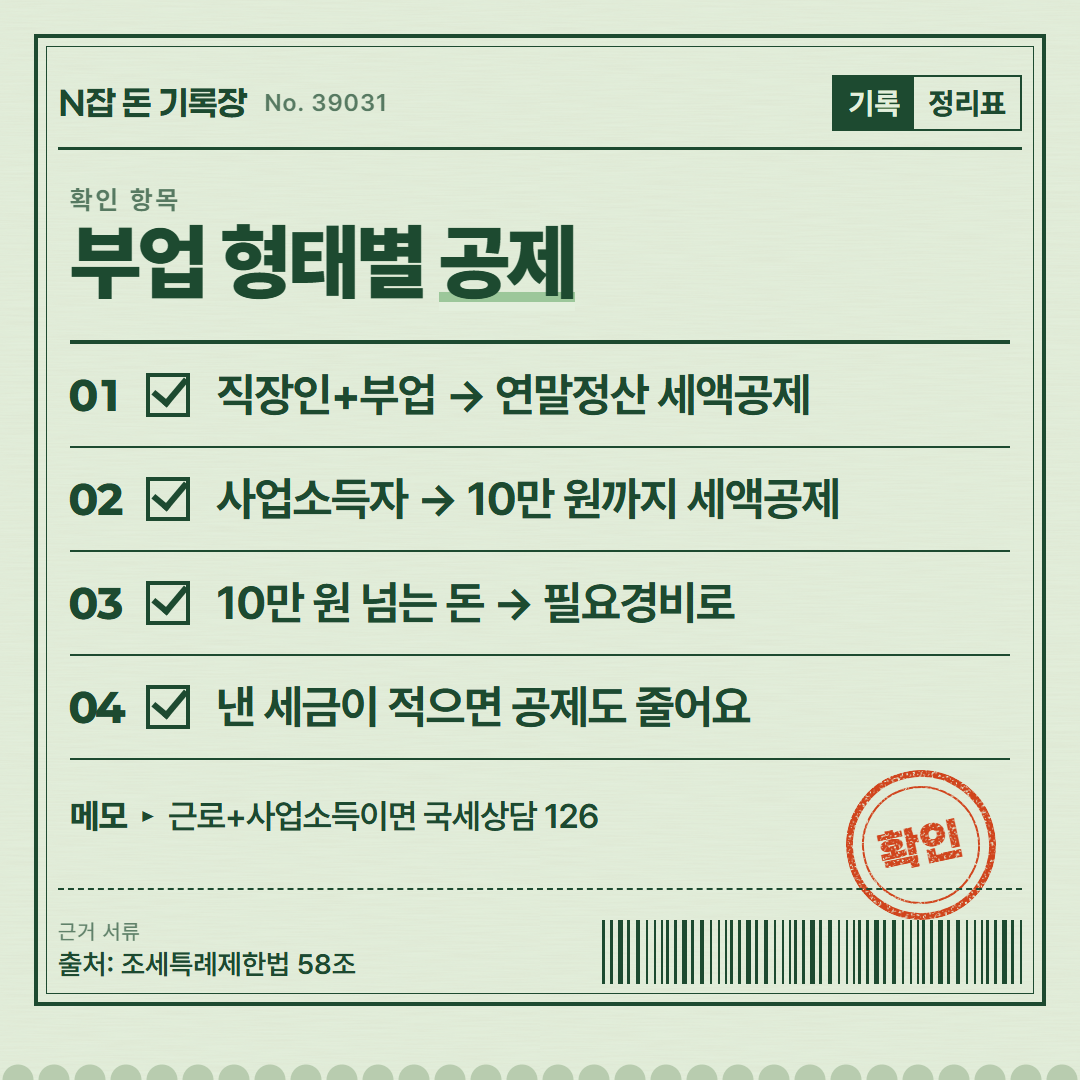 N잡 돈 기록장 No. 39031
기록 정리표
확인 항목
부업 형태별 공제
01 직장인+부업 → 연말정산 세액공제
02 사업소득자 → 10만 원까지 세액공제
03 10만 원 넘는 돈 → 필요경비로
04 낸 세금이 적으면 공제도 줄어요
메모 ▸ 근로+사업소득이면 국세상담 126
확인
근거 서류
출처: 조세특례제한법 58조